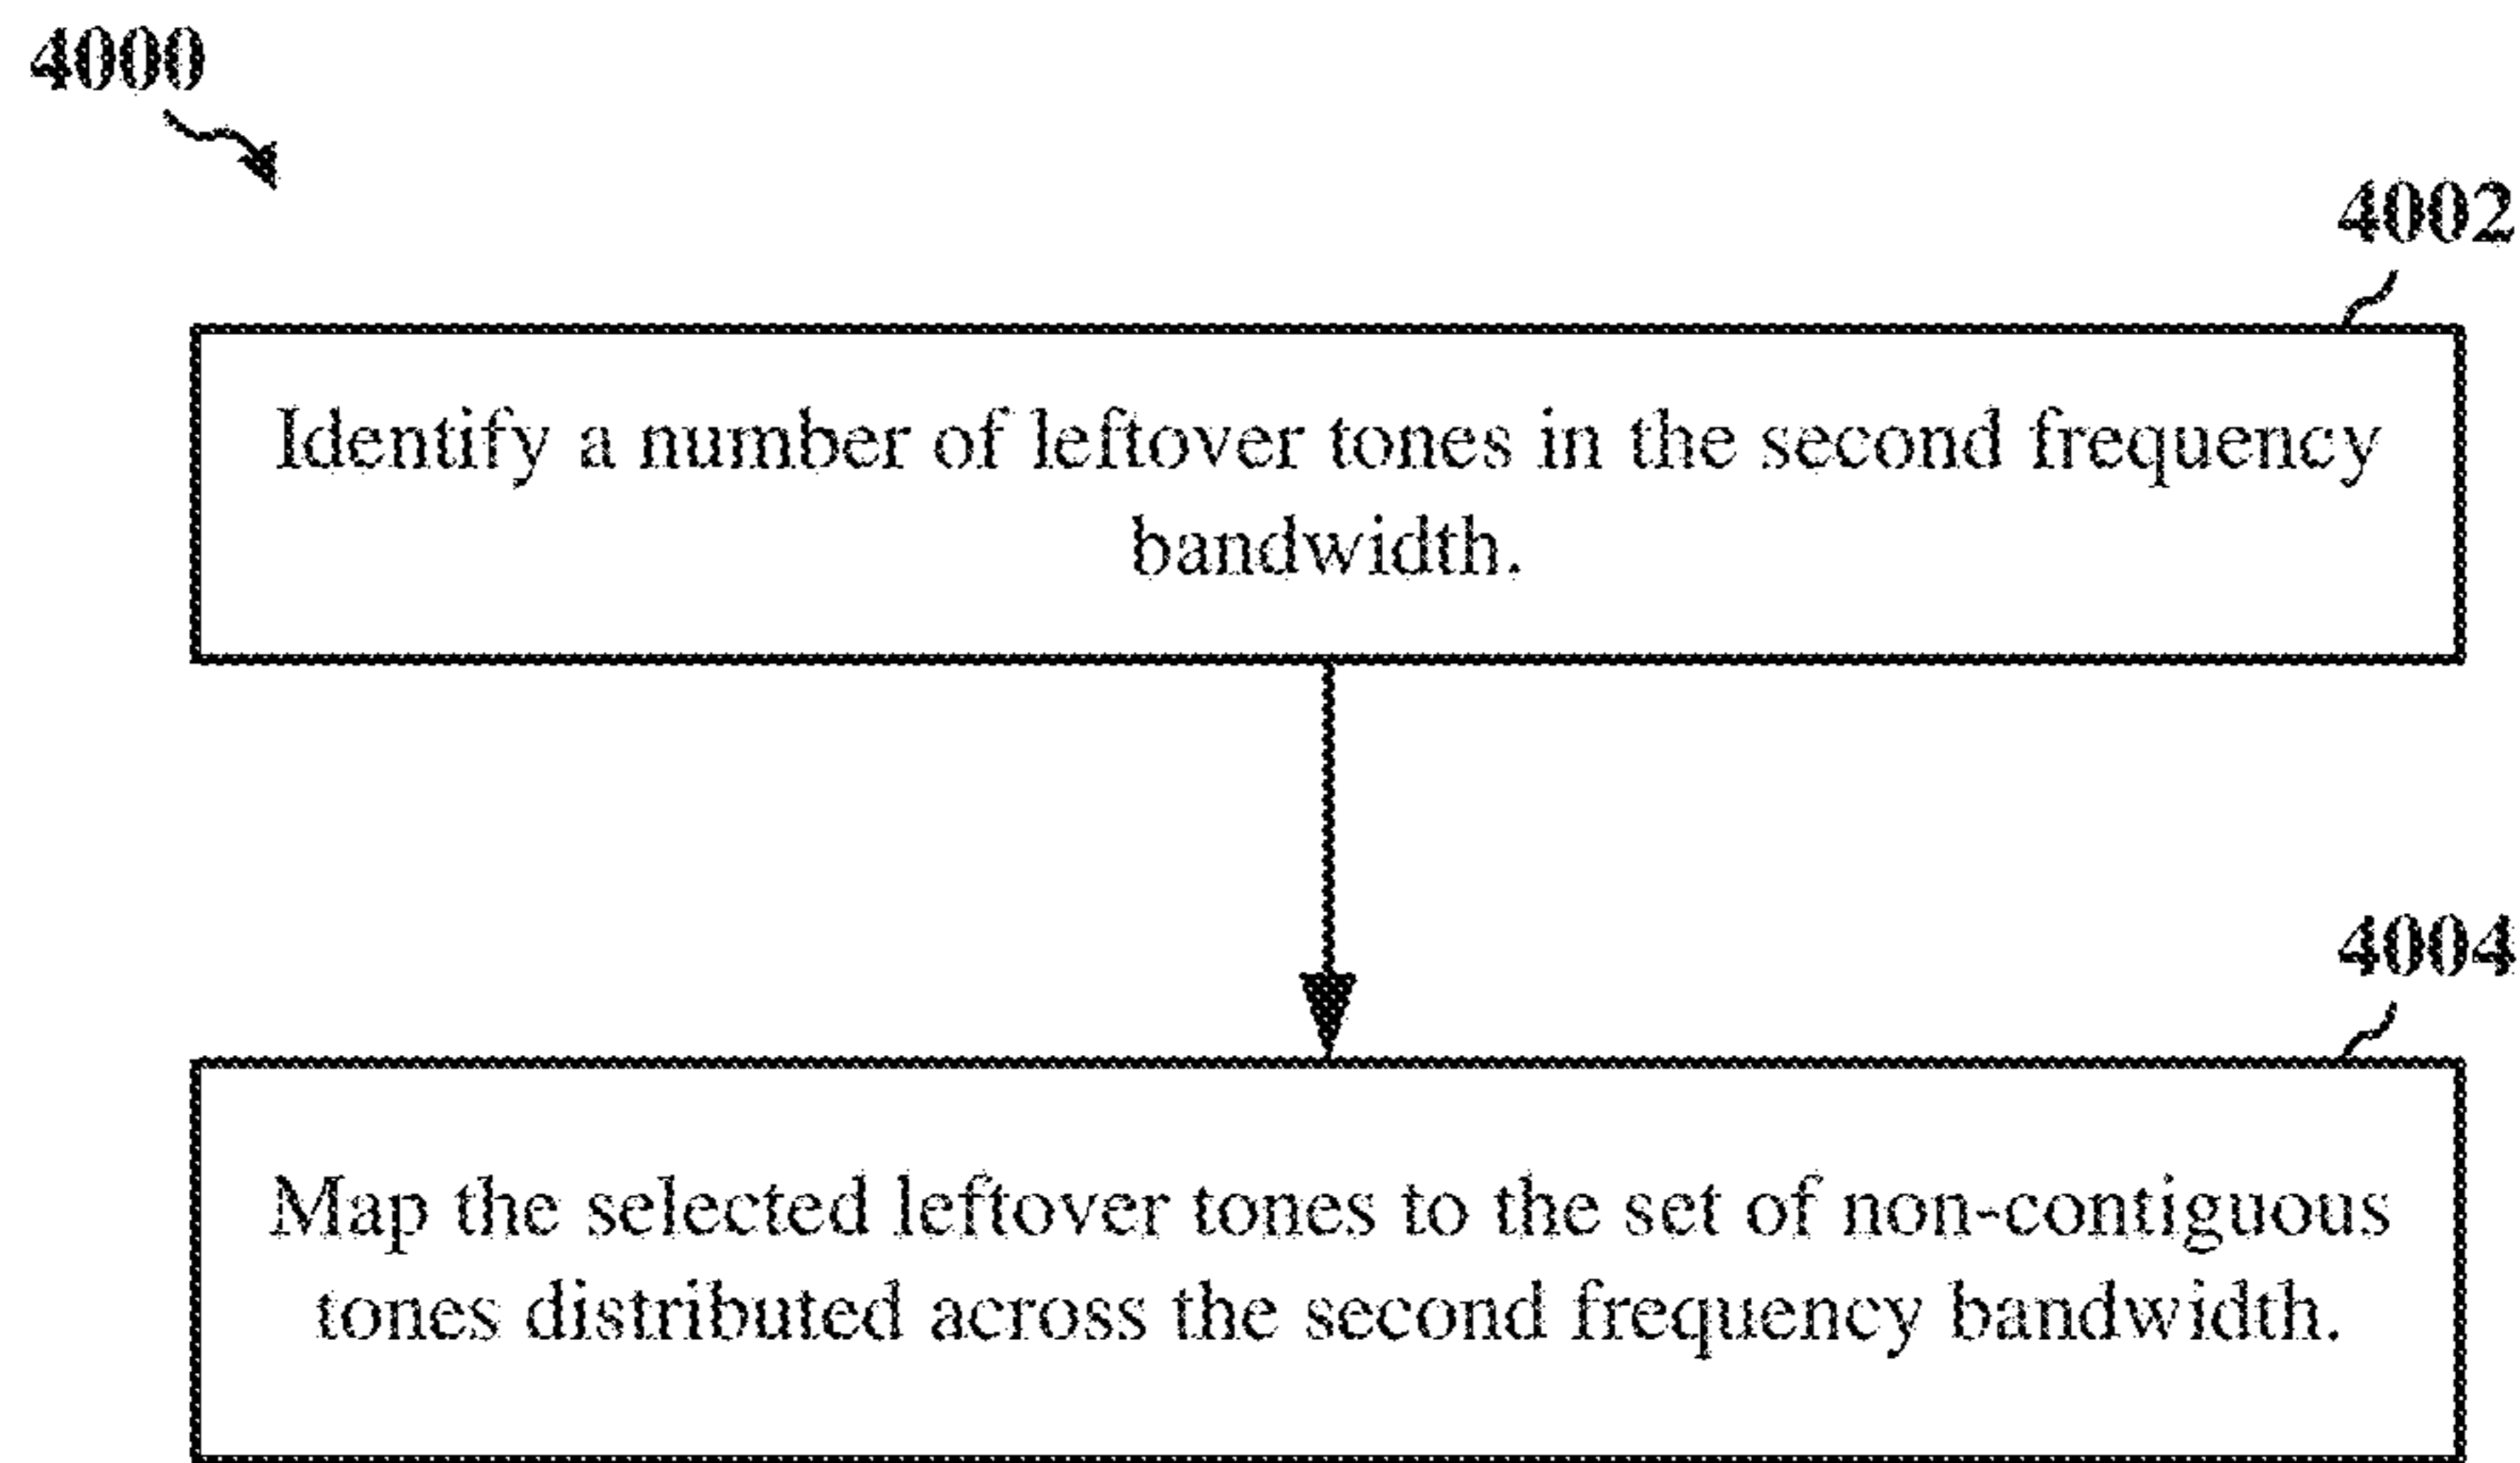 4000
4002
Identify a number of leftover tones in the second frequency
bandwidth.
4004
Map the selected leftover tones to the set of non-contiguous
tones distributed across the second frequency bandwidth.